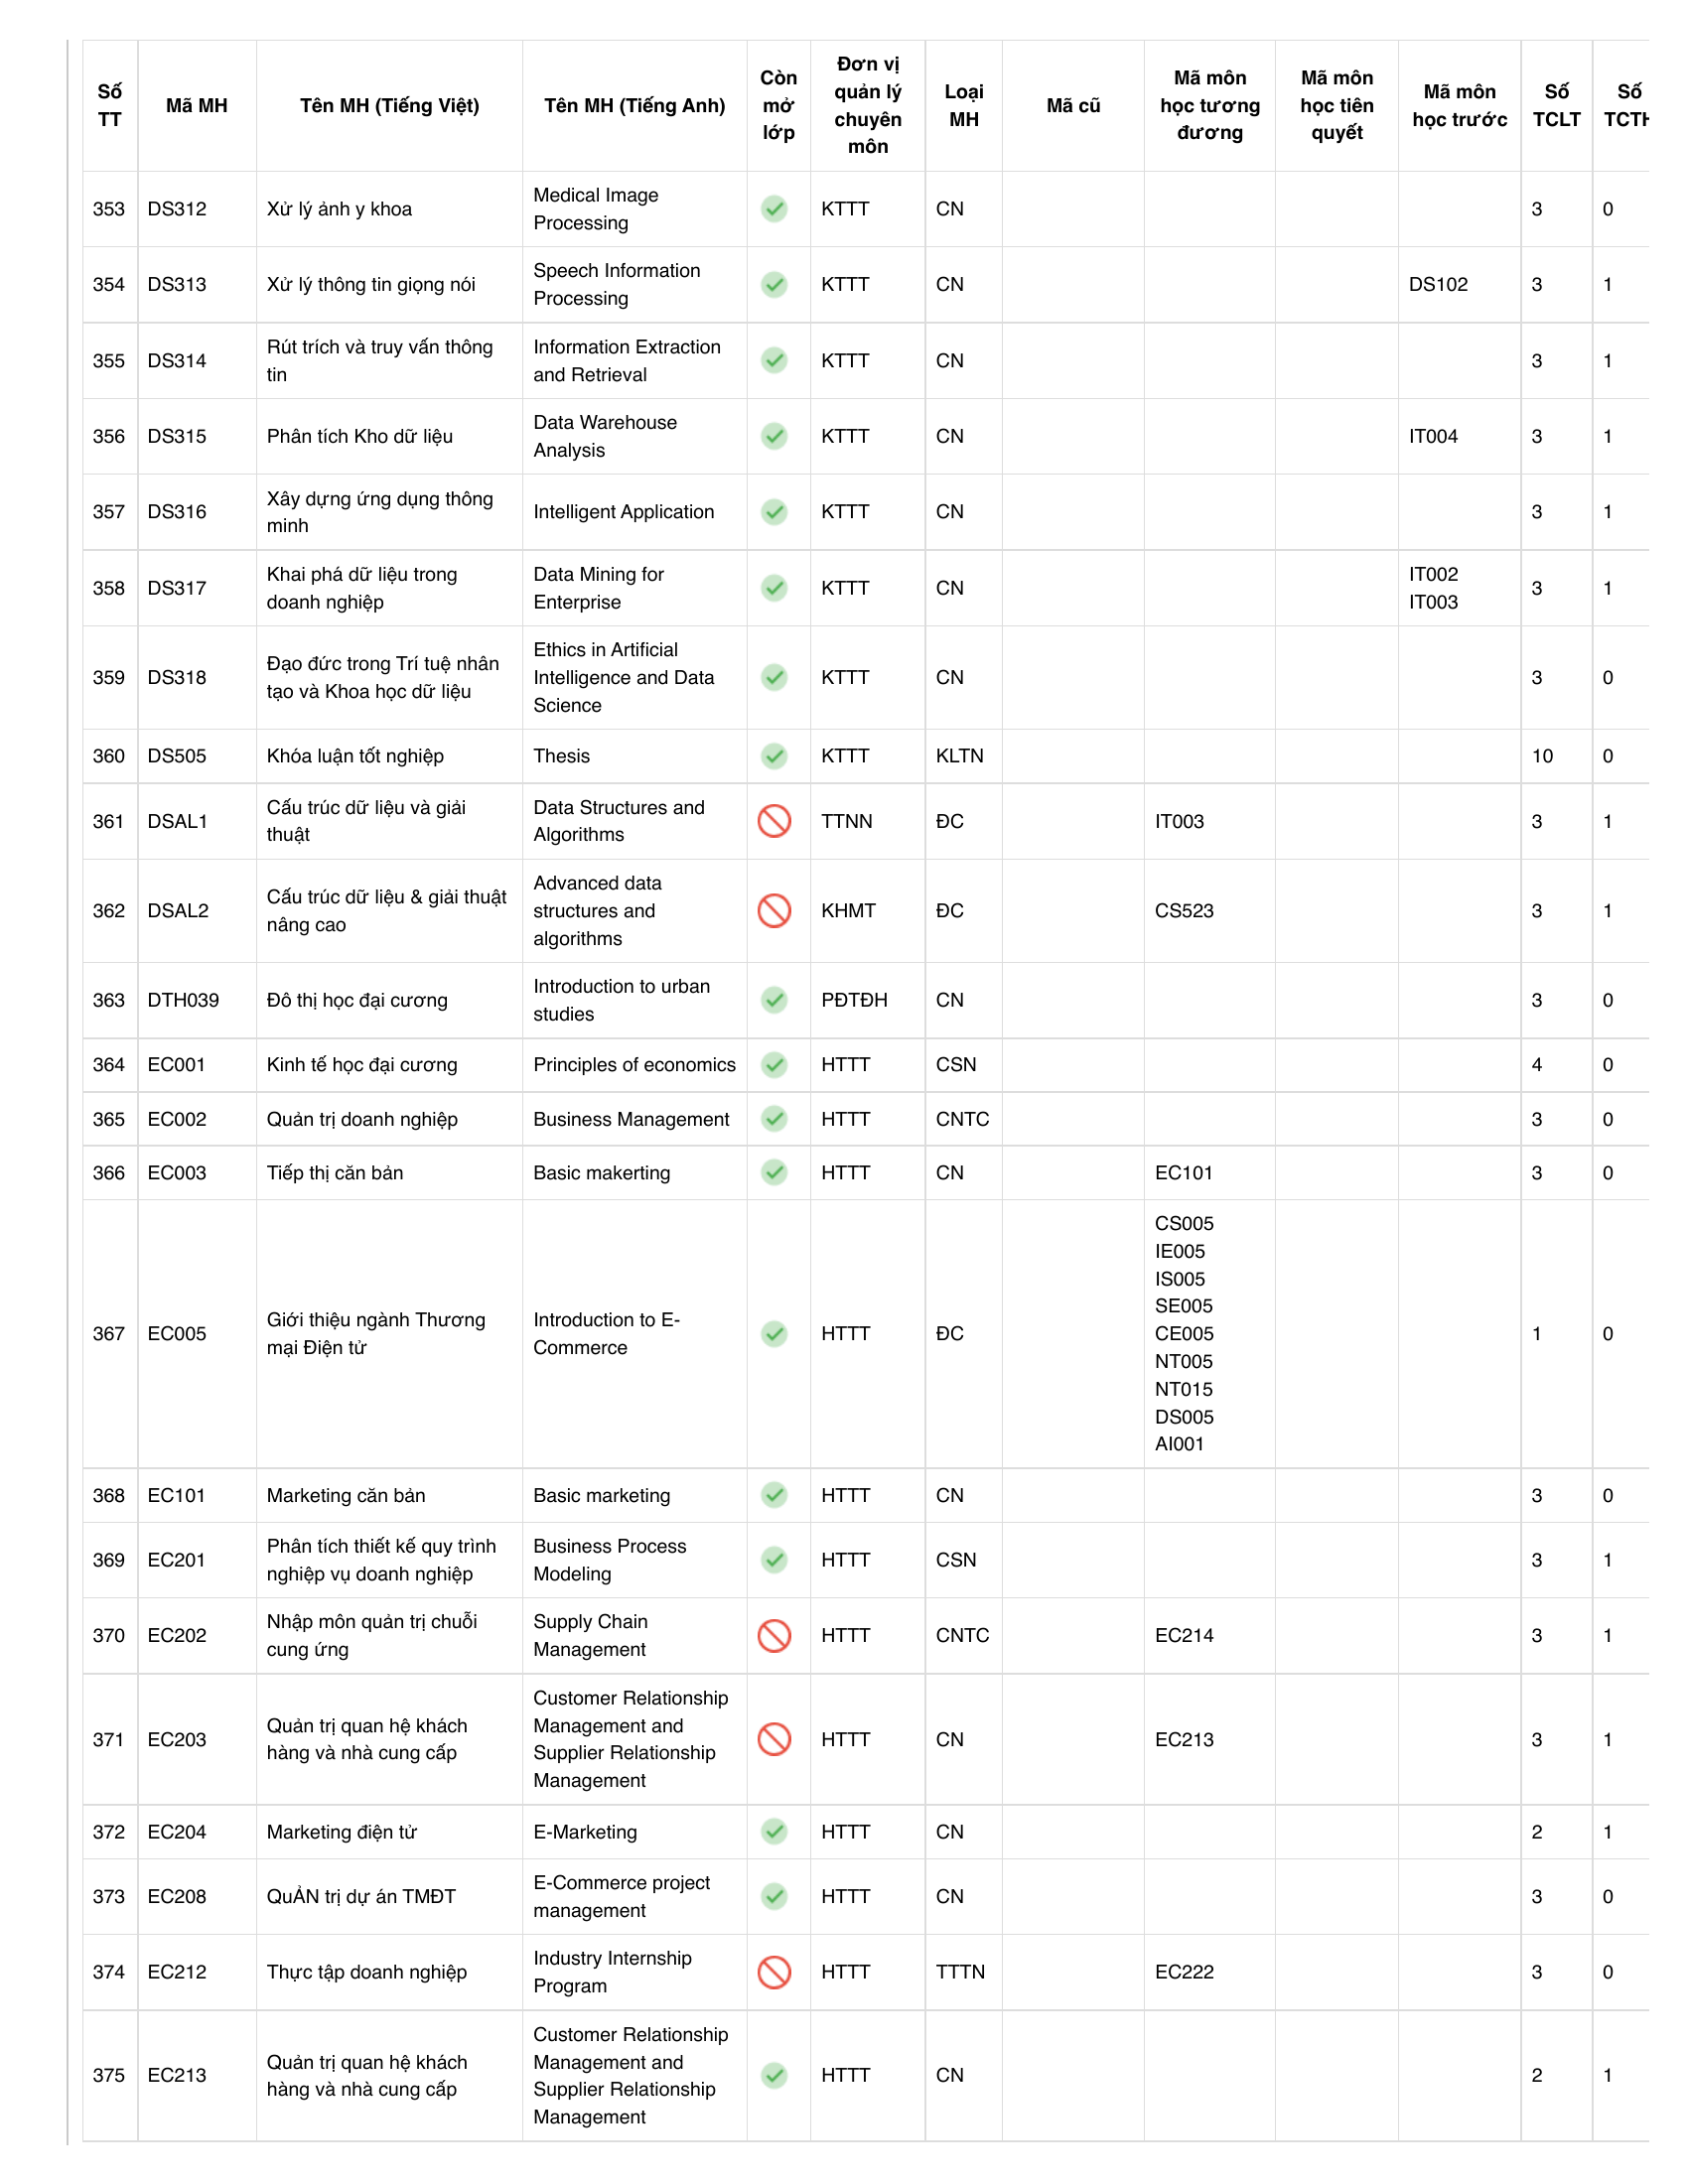 Số TT	Mã MH	Tên MH (Tiếng Việt)	Tên MH (Tiếng Anh)	Còn mở lớp	Đơn vị quản lý chuyên môn	Loại MH	Mã cũ	Mã môn học tương đương	Mã môn học tiên quyết	Mã môn học trước	Số TCLT	Số TCTH
353	DS312	Xử lý ảnh y khoa	Medical Image Processing	KTTT	CN	3	0
354	DS313	Xử lý thông tin giọng nói	Speech Information Processing	KTTT	CN	DS102	3	1
355	DS314	Rút trích và truy vấn thông tin	Information Extraction and Retrieval	KTTT	CN	3	1
356	DS315	Phân tích Kho dữ liệu	Data Warehouse Analysis	KTTT	CN	IT004	3	1
357	DS316	Xây dựng ứng dụng thông minh	Intelligent Application	KTTT	CN	3	1
358	DS317	Khai phá dữ liệu trong doanh nghiệp	Data Mining for Enterprise	KTTT	CN	IT002 IT003	3	1
359	DS318	Đạo đức trong Trí tuệ nhân tạo và Khoa học dữ liệu	Ethics in Artificial Intelligence and Data Science	KTTT	CN	3	0
360	DS505	Khóa luận tốt nghiệp	Thesis	KTTT	KLTN	10	0
361	DSAL1	Cấu trúc dữ liệu và giải thuật	Data Structures and Algorithms	TTNN	ĐC	IT003	3	1
362	DSAL2	Cấu trúc dữ liệu & giải thuật nâng cao	Advanced data structures and algorithms	KHMT	ĐC	CS523	3	1
363	DTH039	Đô thị học đại cương	Introduction to urban studies	PĐTĐH	CN	3	0
364	EC001	Kinh tế học đại cương	Principles of economics	HTTT	CSN	4	0
365	EC002	Quản trị doanh nghiệp	Business Management	HTTT	CNTC	3	0
366	EC003	Tiếp thị căn bản	Basic makerting	HTTT	CN	EC101	3	0
367	EC005	Giới thiệu ngành Thương mại Điện tử	Introduction to E-Commerce	HTTT	ĐC	CS005 IE005 IS005 SE005 CE005 NT005 NT015 DS005 AI001	1	0
368	EC101	Marketing căn bản	Basic marketing	HTTT	CN	3	0
369	EC201	Phân tích thiết kế quy trình nghiệp vụ doanh nghiệp	Business Process Modeling	HTTT	CSN	3	1
370	EC202	Nhập môn quản trị chuỗi cung ứng	Supply Chain Management	HTTT	CNTC	EC214	3	1
371	EC203	Quản trị quan hệ khách hàng và nhà cung cấp	Customer Relationship Management and Supplier Relationship Management	HTTT	CN	EC213	3	1
372	EC204	Marketing điện tử	E-Marketing	HTTT	CN	2	1
373	EC208	QuẢN trị dự án TMĐT	E-Commerce project management	HTTT	CN	3	0
374	EC212	Thực tập doanh nghiệp	Industry Internship Program	HTTT	TTTN	EC222	3	0
375	EC213	Quản trị quan hệ khách hàng và nhà cung cấp	Customer Relationship Management and Supplier Relationship Management	HTTT	CN	2	1